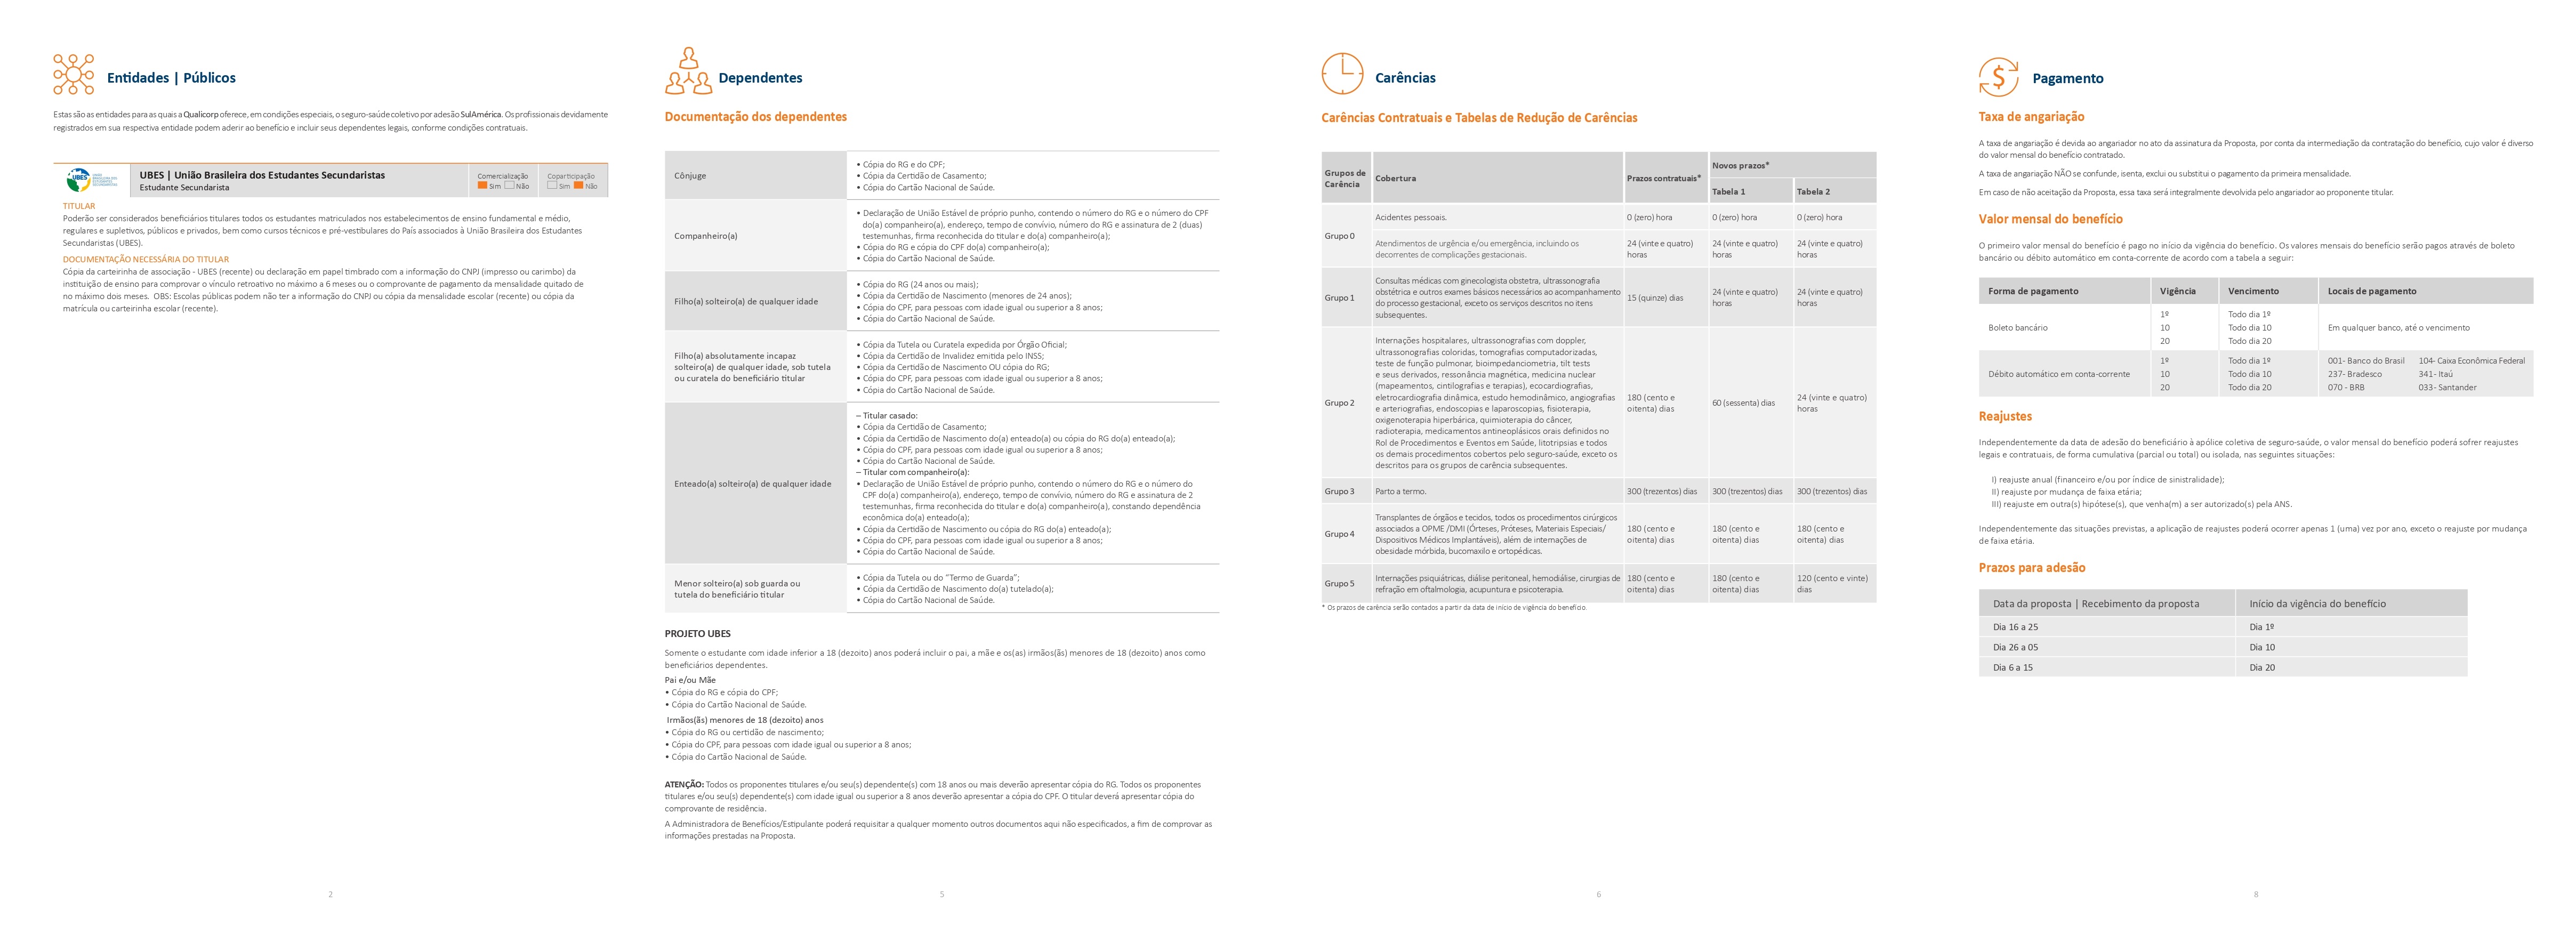 Entidades | Públicos
Estas são as entidades para as quais a Qualicorp oferece, em condições especiais, o seguro-saúde coletivo por adesão SulAmérica. Os profissionais devidamente
registrados em sua respectiva entidade podem aderir ao benefício e incluir seus dependentes legais, conforme condições contratuais.
UBES
UNIÃO
BRASILEIRA DOS
ESTUDANTES
SECUNDARISTAS
UBES | União Brasileira dos Estudantes Secundaristas
Estudante Secundarista
Comercialização
Sim Não
Coparticipação
Sim Não
TITULAR
Poderão ser considerados beneficiários titulares todos os estudantes matriculados nos estabelecimentos de ensino fundamental e médio,
regulares e supletivos, públicos e privados, bem como cursos técnicos e pré-vestibulares do País associados à União Brasileira dos Estudantes
Secundaristas (UBES).
DOCUMENTAÇÃO NECESSÁRIA DO TITULAR
Cópia da carteirinha de associação - UBES (recente) ou declaração em papel timbrado com a informação do CNPJ (impresso ou carimbo) da
instituição de ensino para comprovar o vínculo retroativo no máximo a 6 meses ou o comprovante de pagamento da mensalidade quitado de
no máximo dois meses. OBS: Escolas públicas podem não ter a informação do CNPJ ou cópia da mensalidade escolar (recente) ou cópia da
matrícula ou carteirinha escolar (recente).
2
Dependentes
Documentação dos dependentes
Cônjuge
• Cópia do RG e do CPF;
• Cópia da Certidão de Casamento;
• Cópia do Cartão Nacional de Saúde.
Companheiro(a)
• Declaração de União Estável de próprio punho, contendo o número do RG e o número do CPF
do(a) companheiro(a), endereço, tempo de convívio, número do RG e assinatura de 2 (duas)
testemunhas, firma reconhecida do titular e do(a) companheiro(a);
• Cópia do RG e cópia do CPF do(a) companheiro(a);
• Cópia do Cartão Nacional de Saúde.
Filho(a) solteiro(a) de qualquer idade
• Cópia do RG (24 anos ou mais);
• Cópia da Certidão de Nascimento (menores de 24 anos);
• Cópia do CPF, para pessoas com idade igual ou superior a 8 anos;
• Cópia do Cartão Nacional de Saúde.
Filho(a) absolutamente incapaz
solteiro(a) de qualquer idade, sob tutela
ou curatela do beneficiário titular
• Cópia da Tutela ou Curatela expedida por Órgão Oficial;
• Cópia da Certidão de Invalidez emitida pelo INSS;
• Cópia da Certidão de Nascimento OU cópia do RG;
• Cópia do CPF, para pessoas com idade igual ou superior a 8 anos;
• Cópia do Cartão Nacional de Saúde.
Enteado(a) solteiro(a) de qualquer idade
– Titular casado:
• Cópia da Certidão de Casamento;
• Cópia da Certidão de Nascimento do(a) enteado(a) ou cópia do RG do(a) enteado(a);
• Cópia do CPF, para pessoas com idade igual ou superior a 8 anos;
• Cópia do Cartão Nacional de Saúde.
– Titular com companheiro(a):
• Declaração de União Estável de próprio punho, contendo o número do RG e o número do
CPF do(a) companheiro(a), endereço, tempo de convívio, número do RG e assinatura de 2
testemunhas, firma reconhecida do titular e do(a) companheiro(a), constando dependência
econômica do(a) enteado(a);
• Cópia da Certidão de Nascimento ou cópia do RG do(a) enteado(a);
• Cópia do CPF, para pessoas com idade igual ou superior a 8 anos;
• Cópia do Cartão Nacional de Saúde.
Menor solteiro(a) sob guarda ou
tutela do beneficiário titular
• Cópia da Tutela ou do “Termo de Guarda”;
• Cópia da Certidão de Nascimento do(a) tutelado(a);
• Cópia do Cartão Nacional de Saúde.
PROJETO UBES
Somente o estudante com idade inferior a 18 (dezoito) anos poderá incluir o pai, a mãe e os(as) irmãos(ãs) menores de 18 (dezoito) anos como
beneficiários dependentes.
Pai e/ou Mãe
• Cópia do RG e cópia do CPF;
• Cópia do Cartão Nacional de Saúde.
Irmãos(ãs) menores de 18 (dezoito) anos
• Cópia do RG ou certidão de nascimento;
• Cópia do CPF, para pessoas com idade igual ou superior a 8 anos;
• Cópia do Cartão Nacional de Saúde.
ATENÇÃO: Todos os proponentes titulares e/ou seu(s) dependente(s) com 18 anos ou mais deverão apresentar cópia do RG. Todos os proponentes
titulares e/ou seu(s) dependente(s) com idade igual ou superior a 8 anos deverão apresentar a cópia do CPF. O titular deverá apresentar cópia do
comprovante de residência.
A Administradora de Benefícios/Estipulante poderá requisitar a qualquer momento outros documentos aqui não especificados, a fim de comprovar as
informações prestadas na Proposta.
5
Carências
Carências Contratuais e Tabelas de Redução de Carências
Grupos de
Carência
Cobertura
Prazos contratuais*
Novos prazos*
Tabela 1
Tabela 2
Grupo 0
Acidentes pessoais.
0 (zero) hora
0 (zero) hora
0 (zero) hora
Atendimentos de urgência e/ou emergência, incluindo os
decorrentes de complicações gestacionais.
24 (vinte e quatro)
horas
24 (vinte e quatro)
horas
24 (vinte e quatro)
horas
Grupo 1
Consultas médicas com ginecologista obstetra, ultrassonografia
obstétrica e outros exames básicos necessários ao acompanhamento
do processo gestacional, exceto os serviços descritos no itens
subsequentes.
15 (quinze) dias
24 (vinte e quatro)
horas
24 (vinte e quatro)
horas
Grupo 2
Internações hospitalares, ultrassonografias com doppler,
ultrassonografias coloridas, tomografias computadorizadas,
teste de função pulmonar, bioimpedanciometria, tilt tests
e seus derivados, ressonância magnética, medicina nuclear
(mapeamentos, cintilografias e terapias), ecocardiografias,
eletrocardiografia dinâmica, estudo hemodinâmico, angiografias
e arteriografias, endoscopias e laparoscopias, fisioterapia,
oxigenoterapia hiperbárica, quimioterapia do câncer,
radioterapia, medicamentos antineoplásicos orais definidos no
Rol de Procedimentos e Eventos em Saúde, litotripsias e todos
os demais procedimentos cobertos pelo seguro-saúde, exceto os
descritos para os grupos de carência subsequentes.
180 (cento e
oitenta) dias
60 (sessenta) dias
24 (vinte e quatro)
horas
Grupo 3
Parto a termo.
300 (trezentos) dias
300 (trezentos) dias
300 (trezentos) dias
Grupo 4
Transplantes de órgãos e tecidos, todos os procedimentos cirúrgicos
associados a OPME /DMI (Órteses, Próteses, Materiais Especiais/
Dispositivos Médicos Implantáveis), além de internações de
obesidade mórbida, bucomaxilo e ortopédicas.
180 (cento e
oitenta) dias
180 (cento e
oitenta) dias
180 (cento e
oitenta) dias
Grupo 5
Internações psiquiátricas, diálise peritoneal, hemodiálise, cirurgias de
refração em oftalmologia, acupuntura e psicoterapia.
180 (cento e
oitenta) dias
180 (cento e
oitenta) dias
120 (cento e vinte)
dias
* Os prazos de carência serão contados a partir da data de início de vigência do benefício.
6
Pagamento
Taxa de angariação
A taxa de angariação é devida ao angariador no ato da assinatura da Proposta, por conta da intermediação da contratação do benefício, cujo valor é diverso
do valor mensal do benefício contratado.
A taxa de angariação NÃO se confunde, isenta, exclui ou substitui o pagamento da primeira mensalidade.
Em caso de não aceitação da Proposta, essa taxa será integralmente devolvida pelo angariador ao proponente titular.
Valor mensal do benefício
O primeiro valor mensal do benefício é pago no início da vigência do benefício. Os valores mensais do benefício serão pagos através de boleto
bancário ou débito automático em conta-corrente de acordo com a tabela a seguir:
Forma de pagamento
Vigência
Vencimento
Locais de pagamento
Boleto bancário
1º
10
20
Todo dia 1º
Todo dia 10
Todo dia 20
Em qualquer banco, até o vencimento
Débito automático em conta-corrente
1º
10
20
Todo dia 1º
Todo dia 10
Todo dia 20
001- Banco do Brasil 104- Caixa Econômica Federal
237- Bradesco 341- Itaú
070 - BRB 033- Santander
Reajustes
Independentemente da data de adesão do beneficiário à apólice coletiva de seguro-saúde, o valor mensal do benefício poderá sofrer reajustes
legais e contratuais, de forma cumulativa (parcial ou total) ou isolada, nas seguintes situações:
I) reajuste anual (financeiro e/ou por índice de sinistralidade);
II) reajuste por mudança de faixa etária;
III) reajuste em outra(s) hipótese(s), que venha(m) a ser autorizado(s) pela ANS.
Independentemente das situações previstas, a aplicação de reajustes poderá ocorrer apenas 1 (uma) vez por ano, exceto o reajuste por mudança
de faixa etária.
Prazos para adesão
Data da proposta | Recebimento da proposta
Início da vigência do benefício
Dia 16 a 25
Dia 1º
Dia 26 a 05
Dia 10
Dia 6 a 15
Dia 20
8